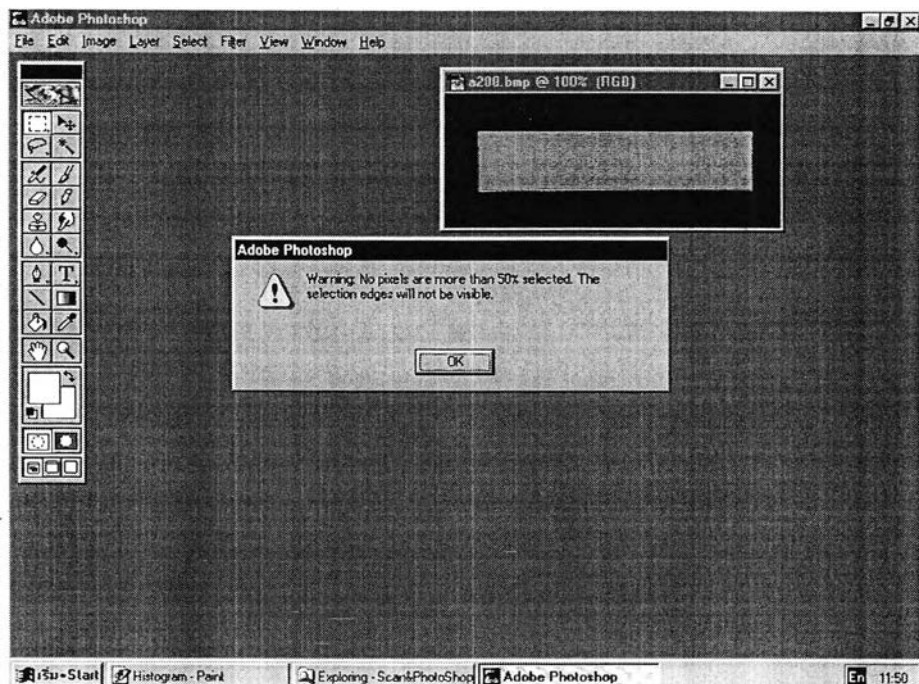 Adobe Photoshop
File Edit Image Layer Select Filter View Window Help
a200.bmp @ 100% (RGB)
Adobe Photoshop
Warning: No pixels are more than 50% selected. The
selection edges will not be visible.
OK
เริ่ม-Start Histogram - Paint Exploring - Scan&PhotoShop Adobe Photoshop En 11:50